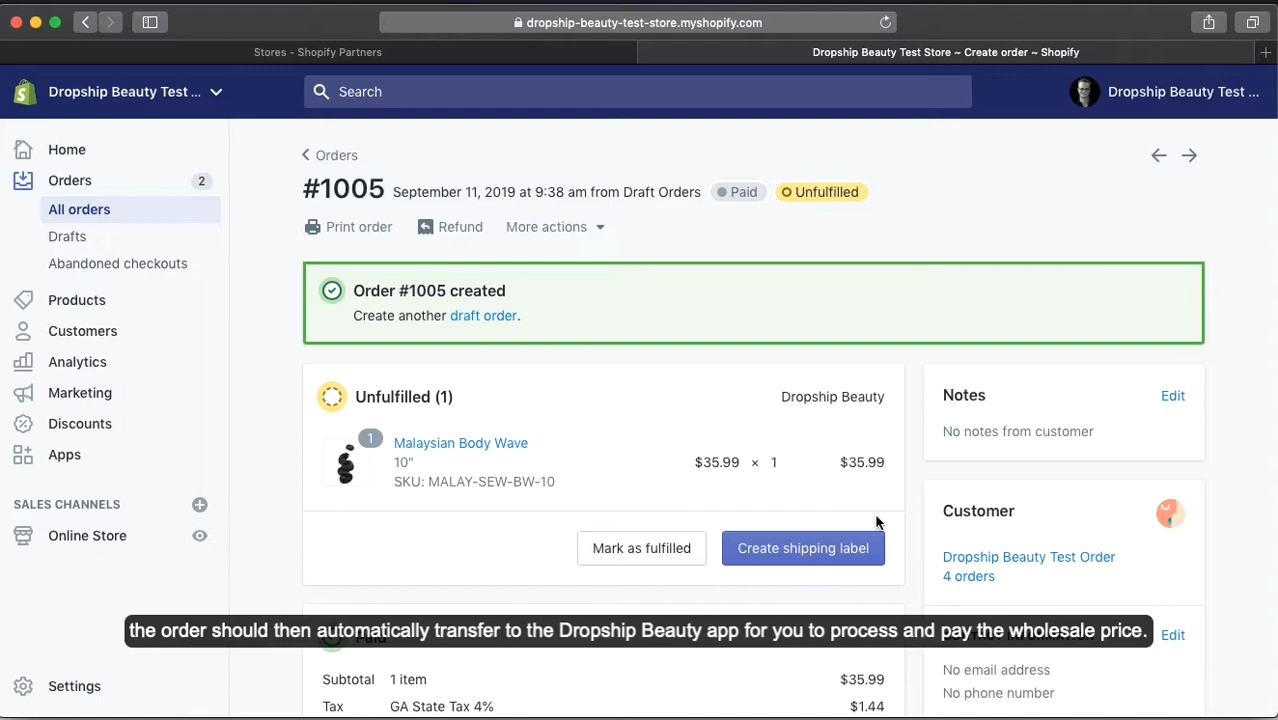 dropship-beauty-test-store.myshopify.com
Stores - Shopify Partners
Dropship Beauty Test Store ~ Create order ~ Shopify
Dropship Beauty Test ...
Search
Dropship Beauty Test ...
Home
Orders
2
All orders
Drafts
Abandoned checkouts
Products
Customers
Analytics
Marketing
Discounts
Apps
SALES CHANNELS
Online Store
Settings
Orders
#1005 September 11, 2019 at 9:38 am from Draft Orders Paid Unfulfilled
Print order Refund More actions
Order #1005 created
Create another draft order.
Unfulfilled (1) Dropship Beauty
1
Malaysian Body Wave
10"
$35.99 × 1 $35.99
SKU: MALAY-SEW-BW-10
Mark as fulfilled Create shipping label
Notes Edit
No notes from customer
Customer
Dropship Beauty Test Order
4 orders
the order should then automatically transfer to the Dropship Beauty app for you to process and pay the wholesale price.
Edit
No email address
No phone number
Subtotal 1 item $35.99
Tax GA State Tax 4% $1.44